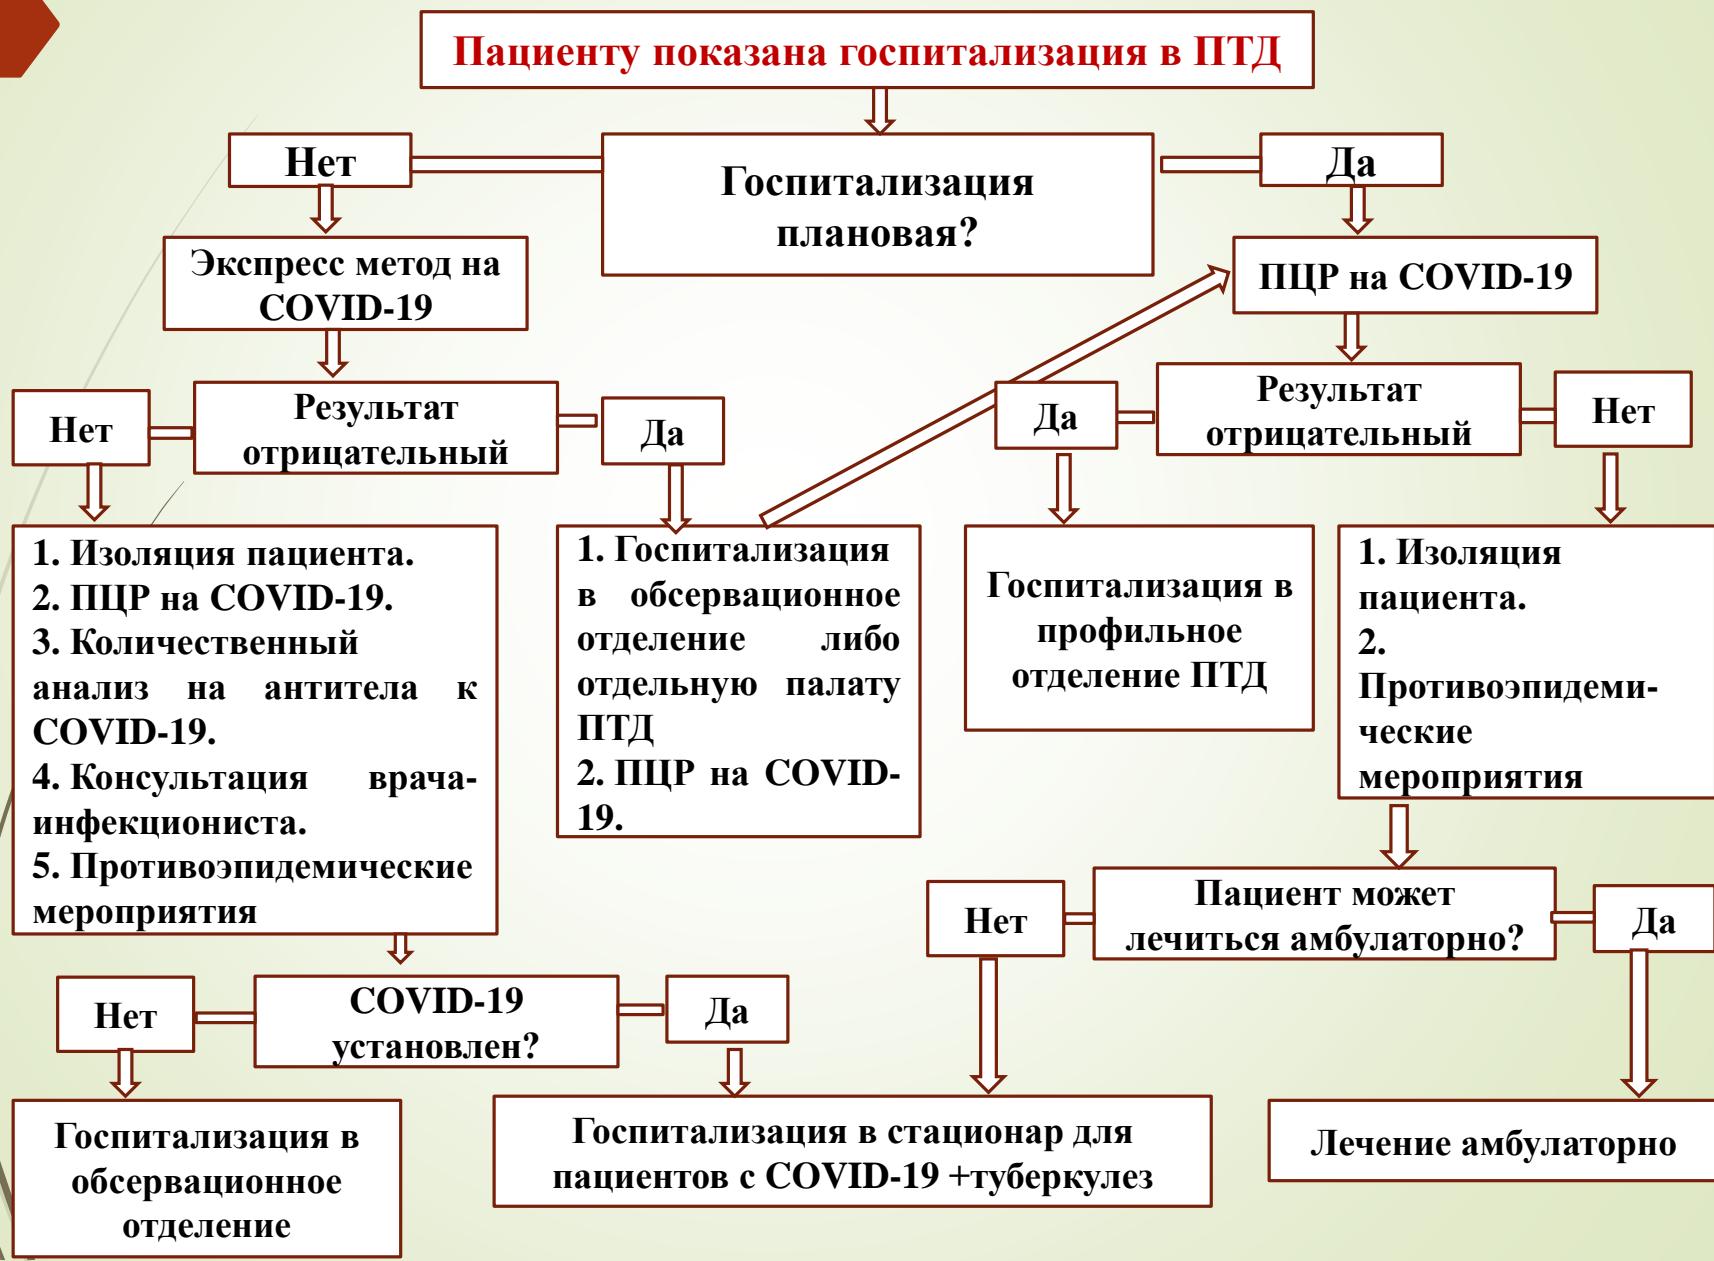 Пациенту показана госпитализация в ПТД
Нет
Госпитализация
плановая?
Да
Экспресс метод на
COVID-19
ПЦР на COVID-19
Нет
Результат
отрицательный
Да
Да
Результат
отрицательный
Нет
1. Изоляция пациента.
2. ПЦР на COVID-19.
3. Количественный
анализ на антитела к
COVID-19.
4. Консультация врача-
инфекциониста.
5. Противоэпидемические
мероприятия
1. Госпитализация
в обсервационное
отделение либо
отдельную палату
ПТД
2. ПЦР на COVID-
19.
Госпитализация в
профильное
отделение ПТД
1. Изоляция
пациента.
2.
Противоэпидеми-
ческие
мероприятия
Нет
Пациент может
лечиться амбулаторно?
Да
Нет
COVID-19
установлен?
Да
Госпитализация в
обсервационное
отделение
Госпитализация в стационар для
пациентов с COVID-19 +туберкулез
Лечение амбулаторно